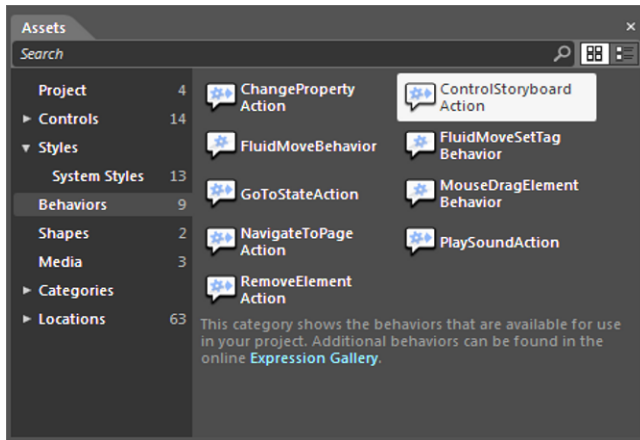 Assets
Search
Project 4
Controls 14
Styles
System Styles 13
Behaviors 9
Shapes 2
Media 3
Categories
Locations 63
ChangeProperty
Action
ControlStoryboard
Action
FluidMoveBehavior
FluidMoveSetTag
Behavior
GoToStateAction
MouseDragElement
Behavior
NavigateToPage
Action
PlaySoundAction
RemoveElement
Action
This category shows the behaviors that are available for use
in your project. Additional behaviors can be found in the
online Expression Gallery.